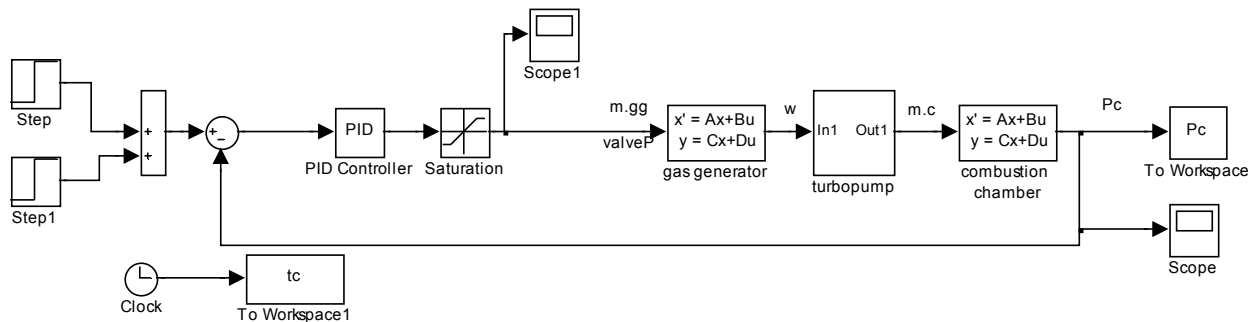 Scope1
Step
+
+
+
−
PID
PID Controller
Saturation
m.gg
valveP
x' = Ax+Bu
y = Cx+Du
gas generator
w
In1 Out1
turbopump
m.c
x' = Ax+Bu
y = Cx+Du
combustion
chamber
Pc
Pc
To Workspace
Step1
Scope
Clock
tc
To Workspace1